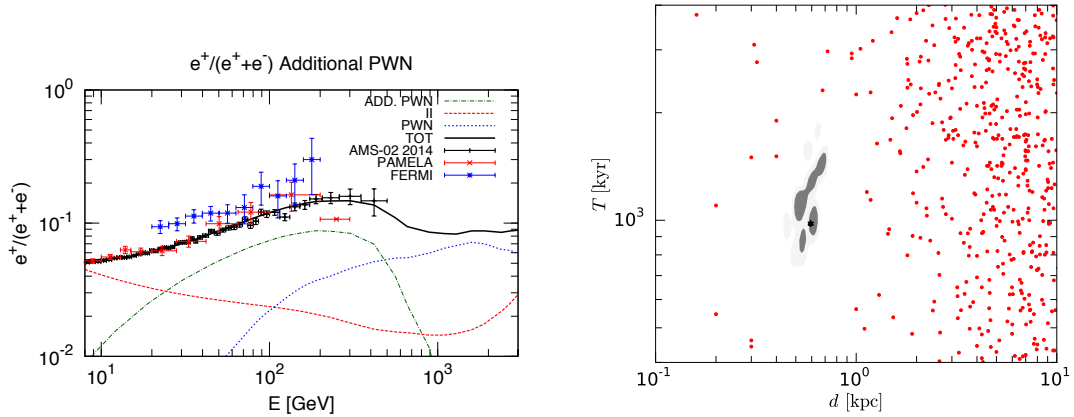 e⁺/(e⁺+e⁻) Additional PWN
10⁰
10⁻¹
10⁻²
e⁺/(e⁺+e⁻)
10¹
10²
10³
E [GeV]
ADD. PWN
II
PWN
TOT
AMS-02 2014
PAMELA
FERMI
10³
T [kyr]
10⁻¹
10⁰
10¹
d [kpc]